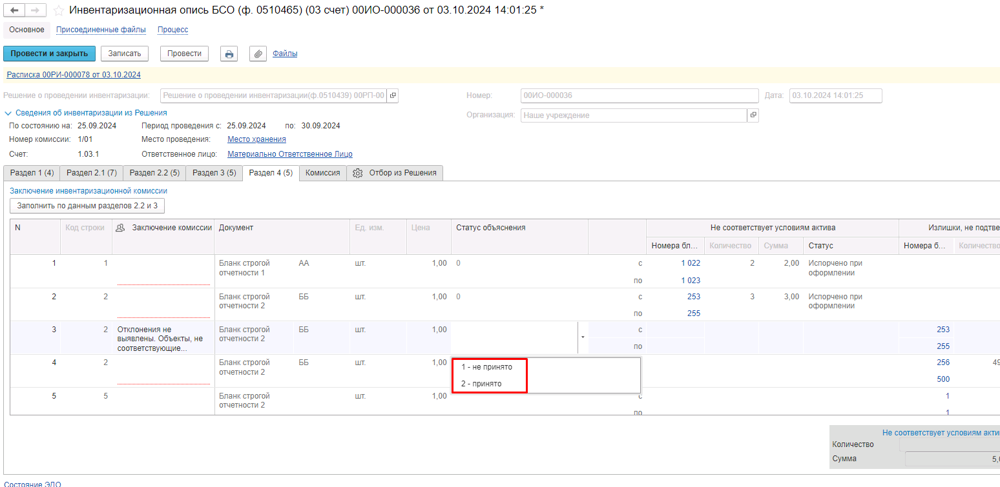 Инвентаризационная опись БСО (ф. 0510465) (03 счет) 00ИО-000036 от 03.10.2024 14:01:25 *
Основное Присоединенные файлы Процесс
Провести и закрыть Записать Провести Файлы
Расписка 00РИ-000078 от 03.10.2024
Решение о проведении инвентаризации: Решение о проведении инвентаризации(ф.0510439) 00РП-00 Номер: 00ИО-000036 Дата: 03.10.2024 14:01:25
Сведения об инвентаризации из Решения Организация: Наше учреждение
По состоянию на: 25.09.2024 Период проведения с: 25.09.2024 по: 30.09.2024
Номер комиссии: 1/01 Место проведения: Место хранения
Счет: 1.03.1 Ответственное лицо: Материально Ответственное Лицо
Раздел 1 (4) Раздел 2.1 (7) Раздел 2.2 (5) Раздел 3 (5) Раздел 4 (5) Комиссия Отбор из Решения
Заключение инвентаризационной комиссии
Заполнить по данным разделов 2.2 и 3
N Код строки Заключение комиссии Документ Ед. изм. Цена Статус объяснения Не соответствует условиям актива Излишки, не подтве
Номера бл... Количество Сумма Статус Номера б... Количество
1 1 Бланк строгой АА шт. 1,00 0 с 1 022 2 2,00 Испорчено при
отчетности 1 оформлении
по 1 023
2 2 Бланк строгой ББ шт. 1,00 0 с 253 3 3,00 Испорчено при
отчетности 2 оформлении
по 255
3 2 Отклонения не Бланк строгой ББ шт. 1,00 с 253
выявлены. Объекты, не отчетности 2
соответствующие... по 255
4 2 Бланк строгой ББ шт. 1,00 256 49
1 - не принято
отчетности 2
2 - принято 500
5 5 Бланк строгой шт. 1,00 с 1
отчетности 2
по 1
Не соответствует условиям акти
Количество
Сумма 5,0
Состояние ЭДО